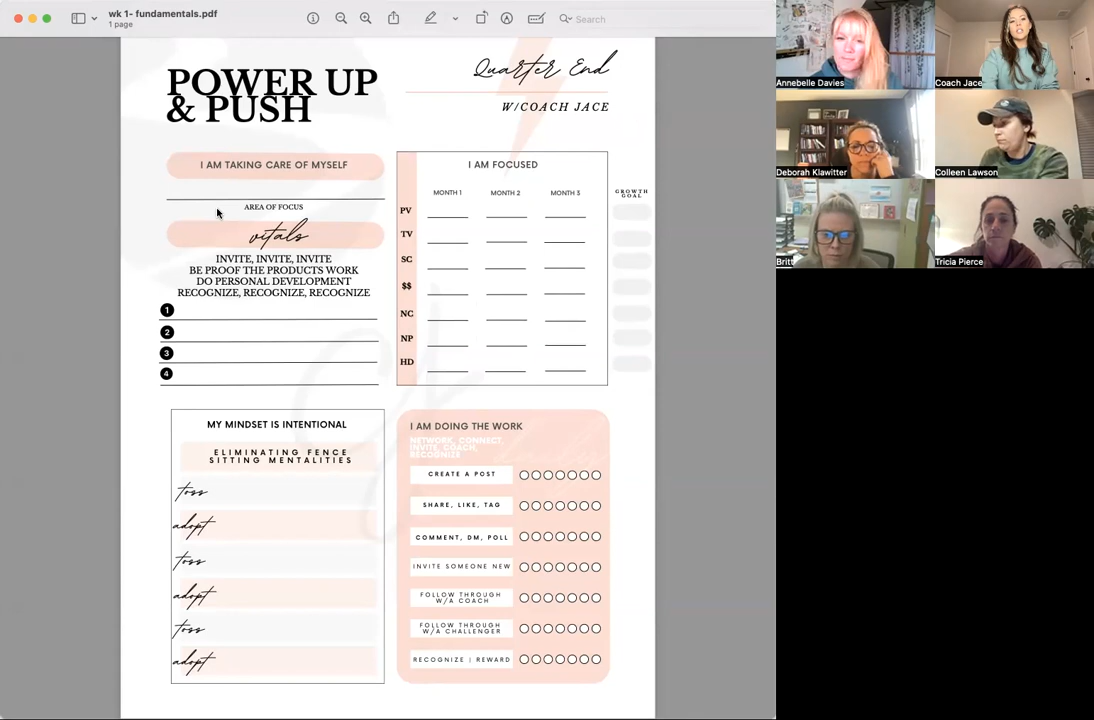 wk 1- fundamentals.pdf
1 page
Search
POWER UP
& PUSH
Quarter End
W/COACH JACE
I AM TAKING CARE OF MYSELF
AREA OF FOCUS
vitals
INVITE, INVITE, INVITE
BE PROOF THE PRODUCTS WORK
DO PERSONAL DEVELOPMENT
RECOGNIZE, RECOGNIZE, RECOGNIZE
1
2
3
4
I AM FOCUSED
MONTH 1 MONTH 2 MONTH 3
GROWTH
GOAL
PV
TV
SC
$$
NC
NP
HD
MY MINDSET IS INTENTIONAL
ELIMINATING FENCE
SITTING MENTALITIES
toss
adopt
toss
adopt
toss
adopt
I AM DOING THE WORK
NETWORK, CONNECT,
INVITE, COACH,
RECOGNIZE
CREATE A POST
SHARE, LIKE, TAG
COMMENT, DM, POLL
INVITE SOMEONE NEW
FOLLOW THROUGH
W/A COACH
FOLLOW THROUGH
W/A CHALLENGER
RECOGNIZE | REWARD
Annebelle Davies
Coach Jace
Deborah Klawitter
Colleen Lawson
Britt
Tricia Pierce